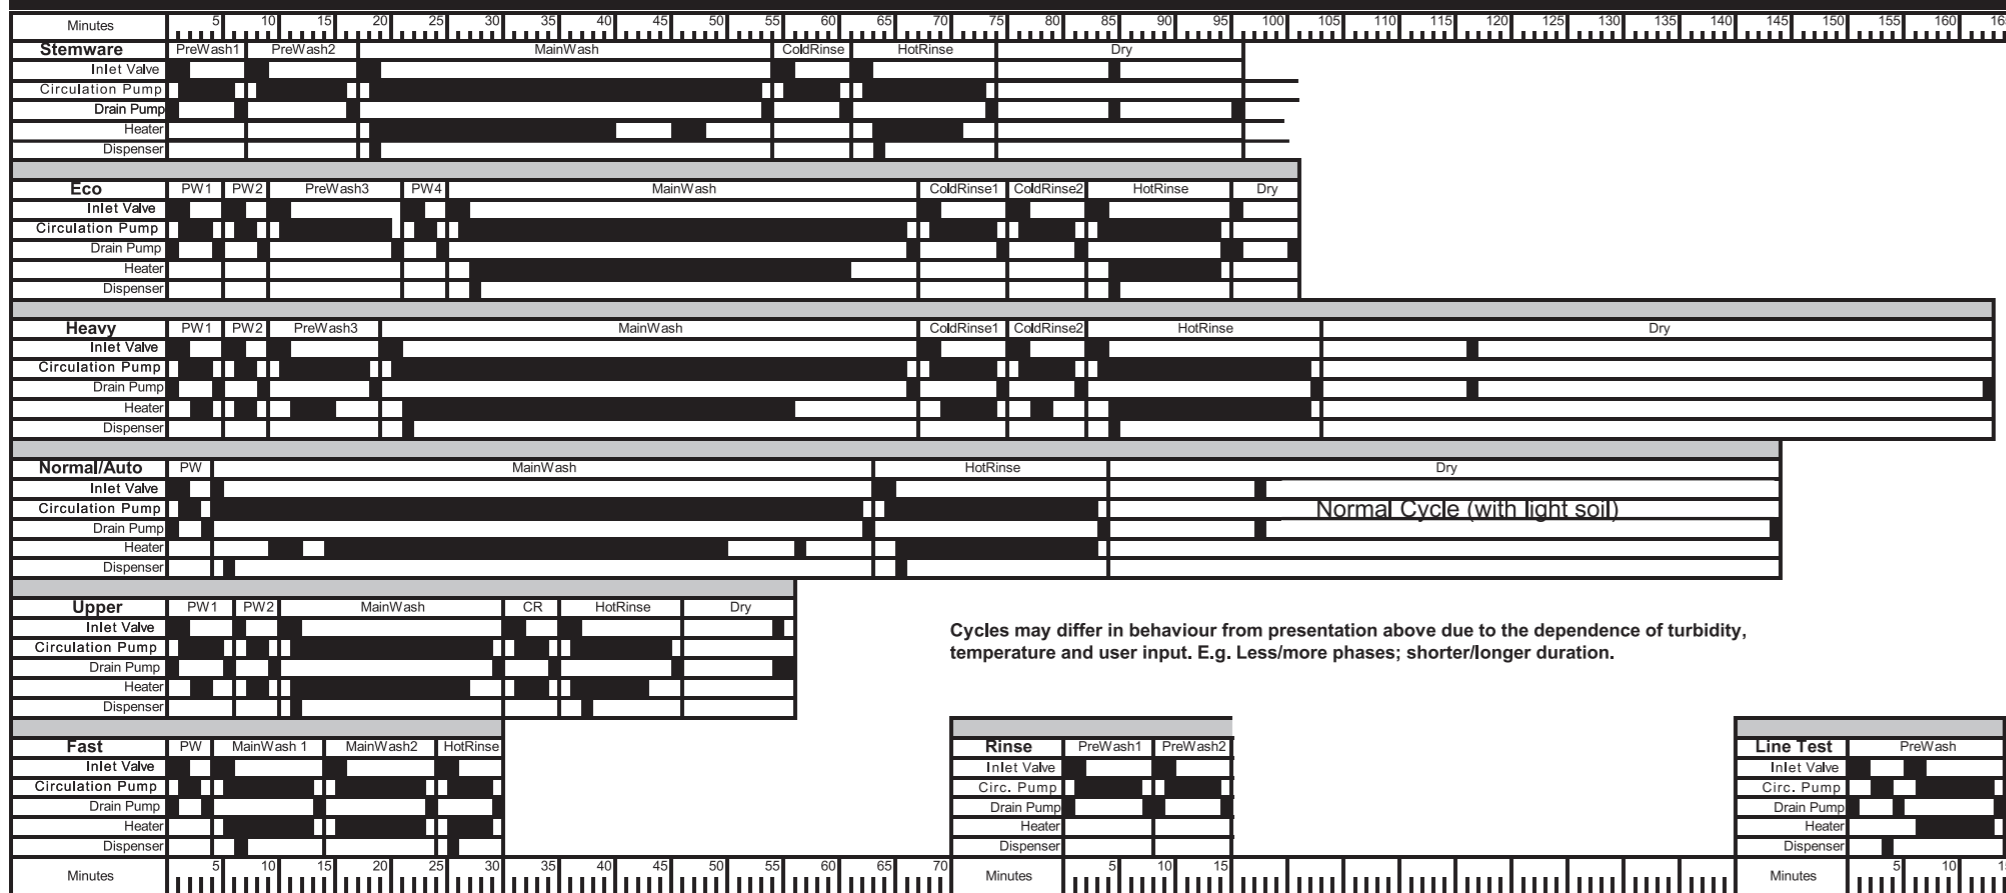 Minutes 5 10 15 20 25 30 35 40 45 50 55 60 65 70 75 80 85 90 95 100 105 110 115 120 125 130 135 140 145 150 155 160 165
Stemware PreWash1 PreWash2 MainWash ColdRinse HotRinse Dry
Inlet Valve
Circulation Pump
Drain Pump
Heater
Dispenser
Eco PW1 PW2 PreWash3 PW4 MainWash ColdRinse1 ColdRinse2 HotRinse Dry
Inlet Valve
Circulation Pump
Drain Pump
Heater
Dispenser
Heavy PW1 PW2 PreWash3 MainWash ColdRinse1 ColdRinse2 HotRinse Dry
Inlet Valve
Circulation Pump
Drain Pump
Heater
Dispenser
Normal/Auto PW MainWash HotRinse Dry
Inlet Valve
Circulation Pump Normal Cycle (with light soil)
Drain Pump
Heater
Dispenser
Upper PW1 PW2 MainWash CR HotRinse Dry
Inlet Valve
Circulation Pump
Drain Pump
Heater
Dispenser
Cycles may differ in behaviour from presentation above due to the dependence of turbidity,
temperature and user input. E.g. Less/more phases; shorter/longer duration.
Fast PW MainWash 1 MainWash2 HotRinse
Inlet Valve
Circulation Pump
Drain Pump
Heater
Dispenser
Minutes 5 10 15 20 25 30 35 40 45 50 55 60 65 70
Rinse PreWash1 PreWash2
Inlet Valve
Circ. Pump
Drain Pump
Heater
Dispenser
Minutes 5 10 15
Line Test PreWash
Inlet Valve
Circ. Pump
Drain Pump
Heater
Dispenser
Minutes 5 10